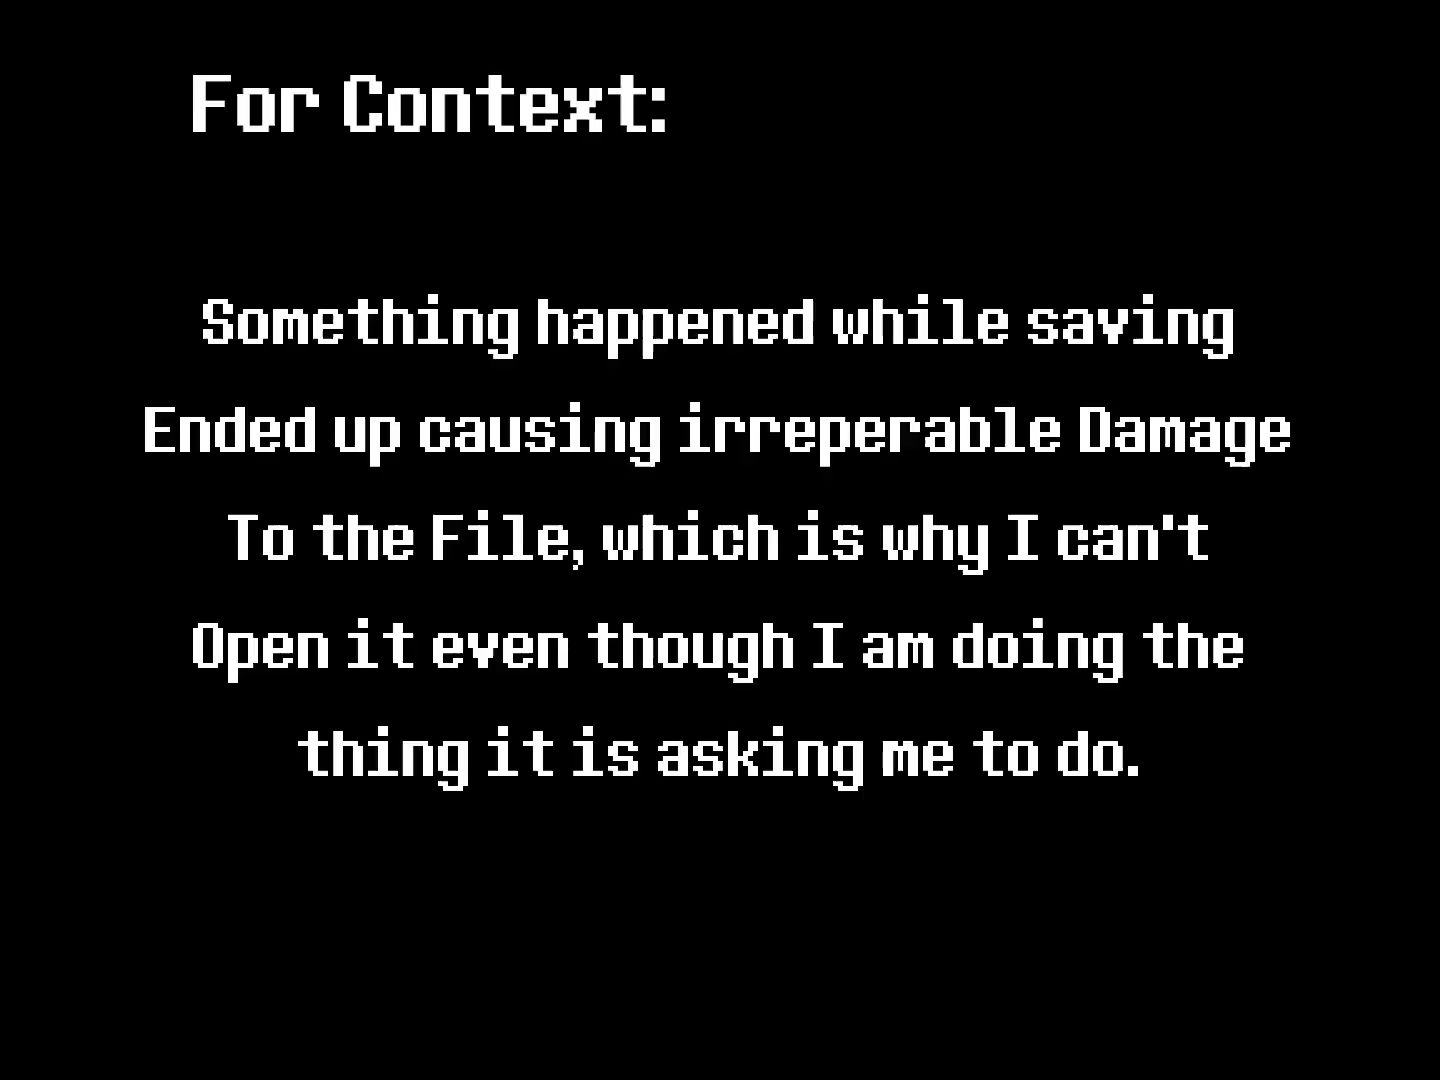 For Context:
Something happened while saving
Ended up causing irreperable Damage
To the File, which is why I can't
Open it even though I am doing the
thing it is asking me to do.